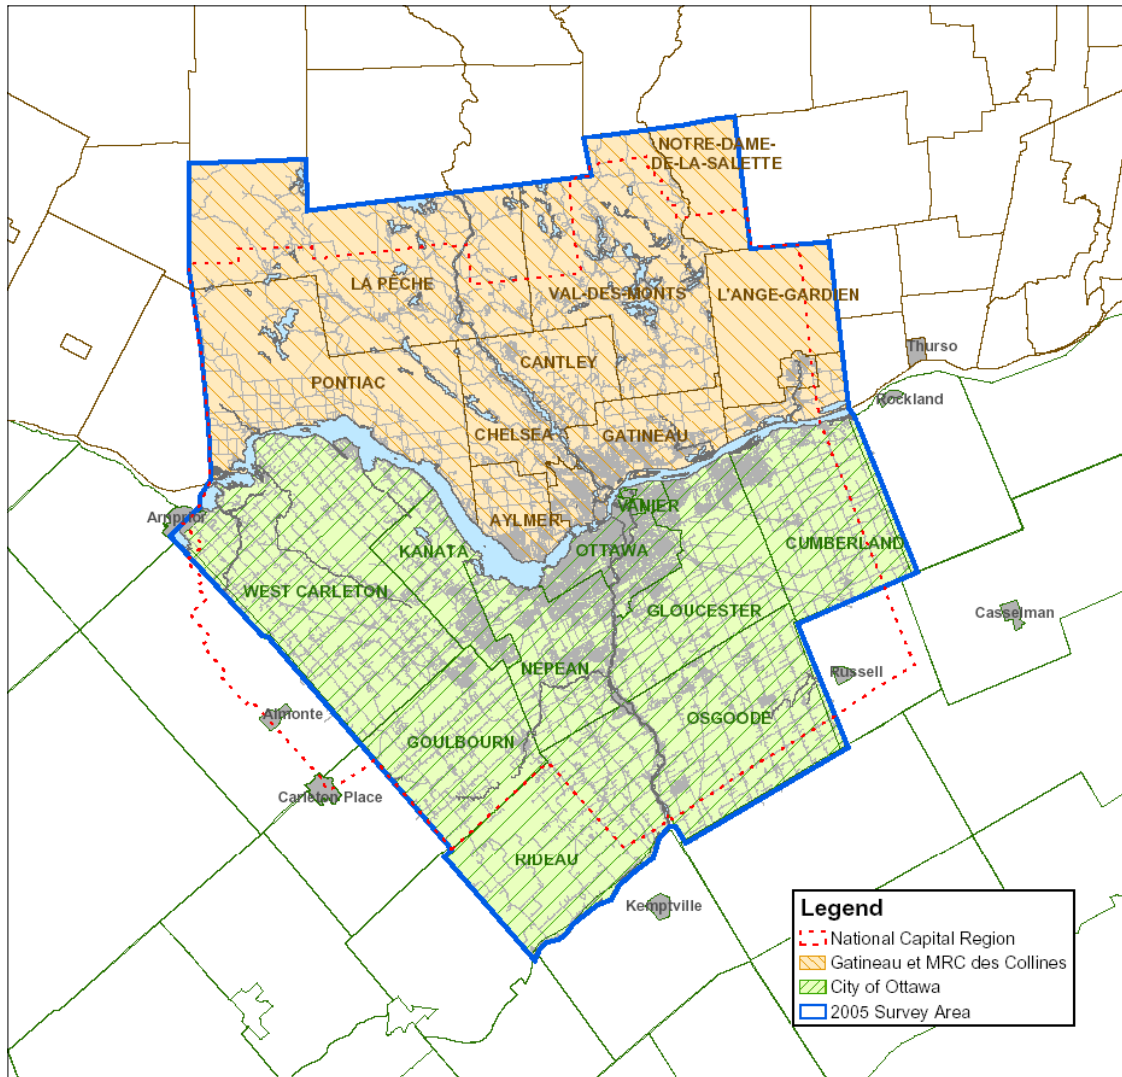 NOTRE-DAME-
DE-LA-SALETTE
LA PÊCHE
VAL-DES-MONTS
L'ANGE-GARDIEN
Thurso
CANTLEY
PONTIAC
Rockland
CHELSEA
GATINEAU
VANIER
Arnprior
AYLMER
KANATA
OTTAWA
CUMBERLAND
WEST CARLETON
GLOUCESTER
Casselman
NEPEAN
Russell
Almonte
OSGOODE
GOULBOURN
Carleton Place
RIDEAU
Kemptville
Legend
National Capital Region
Gatineau et MRC des Collines
City of Ottawa
2005 Survey Area